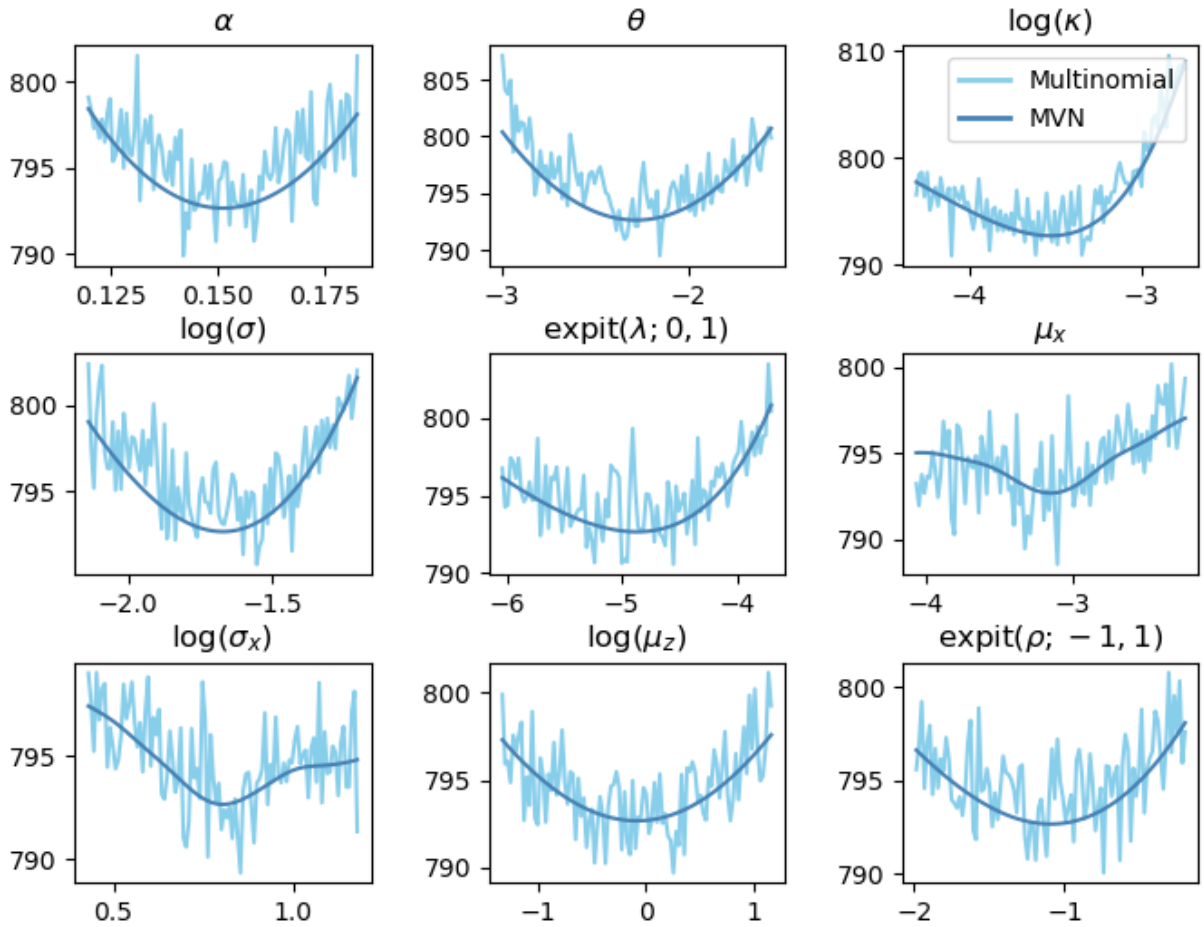 α
800
795
790
0.125 0.150 0.175
θ
805
800
795
790
−3 −2
log(κ)
810
800
790
−4 −3
Multinomial
MVN
log(σ)
800
795
−2.0 −1.5
expit(λ; 0, 1)
800
795
790
−6 −5 −4
μₓ
800
795
790
−4 −3
log(σₓ)
795
790
0.5 1.0
log(μ_z)
800
795
790
−1 0 1
expit(ρ; −1, 1)
800
795
790
−2 −1